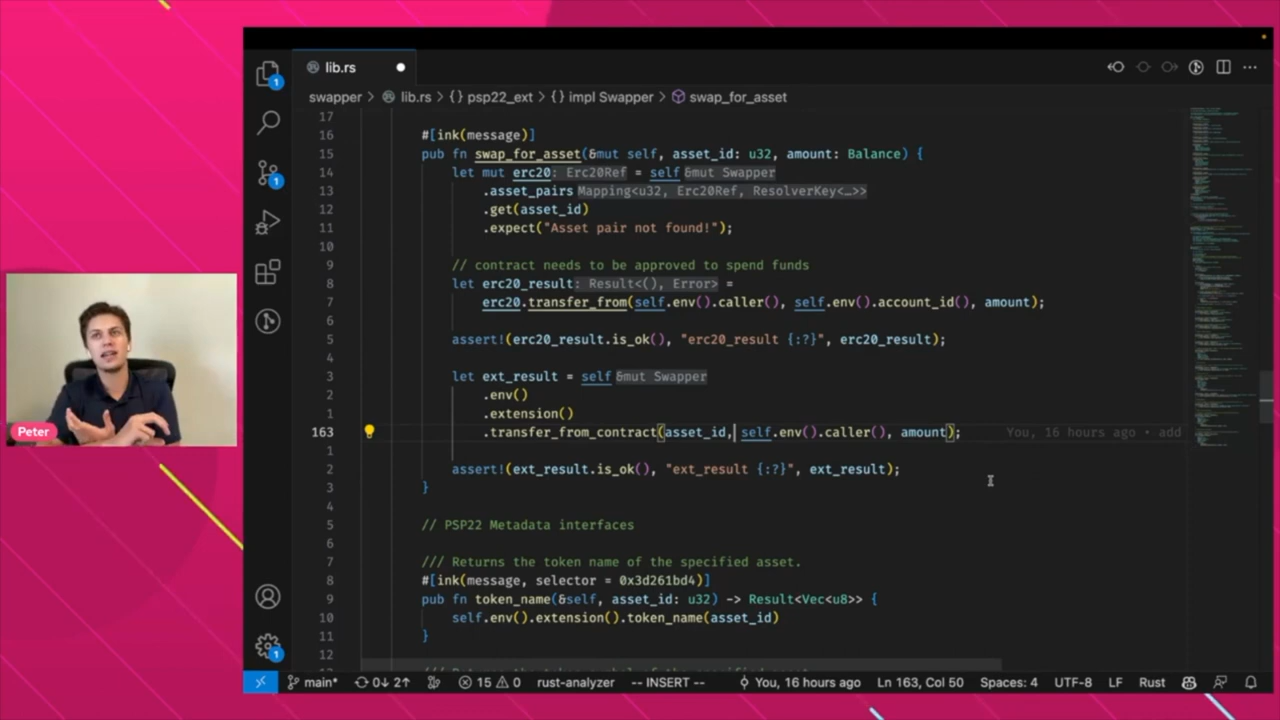 lib.rs
swapper > lib.rs > {} psp22_ext > {} impl Swapper > swap_for_asset
17
16 #[ink(message)]
15 pub fn swap_for_asset(&mut self, asset_id: u32, amount: Balance) {
14 let mut erc20: Erc20Ref = self &mut Swapper
13 .asset_pairs Mapping<u32, Erc20Ref, ResolverKey<…>>
12 .get(asset_id)
11 .expect("Asset pair not found!");
10
9 // contract needs to be approved to spend funds
8 let erc20_result: Result<(), Error> =
7 erc20.transfer_from(self.env().caller(), self.env().account_id(), amount);
6
5 assert!(erc20_result.is_ok(), "erc20_result {:?}", erc20_result);
4
3 let ext_result = self &mut Swapper
2 .env()
1 .extension()
163 .transfer_from_contract(asset_id, self.env().caller(), amount); You, 16 hours ago • add
1
2 assert!(ext_result.is_ok(), "ext_result {:?}", ext_result);
3 }
4
5 // PSP22 Metadata interfaces
6
7 /// Returns the token name of the specified asset.
8 #[ink(message, selector = 0x3d261bd4)]
9 pub fn token_name(&self, asset_id: u32) -> Result<Vec<u8>> {
10 self.env().extension().token_name(asset_id)
11 }
12
Peter
1
1
1
main* 0↓ 2↑ 15 0 rust-analyzer -- INSERT -- You, 16 hours ago Ln 163, Col 50 Spaces: 4 UTF-8 LF Rust